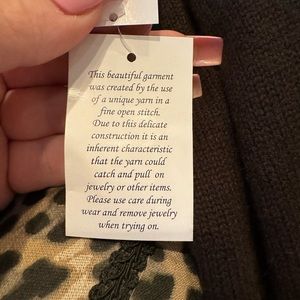 This beautiful garment
was created by the use
of a unique yarn in a
fine open stitch.
Due to this delicate
construction it is an
inherent characteristic
that the yarn could
catch and pull on
jewelry or other items.
Please use care during
wear and remove jewelry
when trying on.